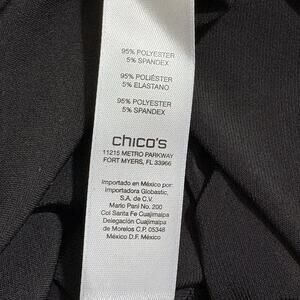 95% POLYESTER
5% SPANDEX
95% POLIÉSTER
5% ELASTANO
95% POLYESTER
5% SPANDEX
chico's
11215 METRO PARKWAY
FORT MYERS, FL 33966
Importado en México por:
Importadora Globastic,
S.A. de C.V.
Mario Pani No. 200
Col Santa Fe Cuajimalpa
Delegación Cuajimalpa
de Morelos C.P. 05348
México D.F. México